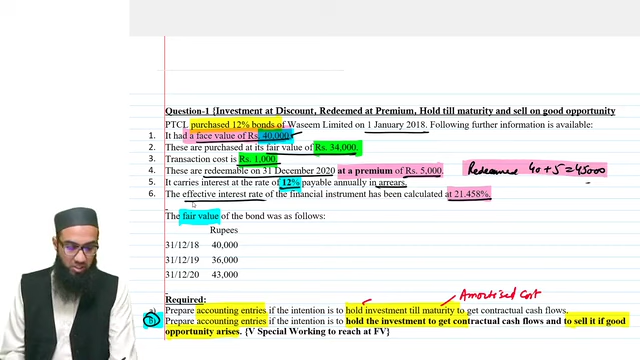 Question-1 {Investment at Discount, Redeemed at Premium, Hold till maturity and sell on good opportunity
PTCL purchased 12% bonds of Waseem Limited on 1 January 2018. Following further information is available:
1. It had a face value of Rs. 40,000
2. These are purchased at its fair value of Rs. 34,000.
3. Transaction cost is Rs. 1,000
4. These are redeemable on 31 December 2020 at a premium of Rs. 5,000.
Redeemed 40 + 5 = 45000
5. It carries interest at the rate of 12% payable annually in arrears.
6. The effective interest rate of the financial instrument has been calculated at 21.458%.
The fair value of the bond was as follows:
Rupees
31/12/18 40,000
31/12/19 36,000
31/12/20 43,000
Amortised Cost
Required:
a) Prepare accounting entries if the intention is to hold investment till maturity to get contractual cash flows.
Prepare accounting entries if the intention is to hold the investment to get contractual cash flows and to sell it if good
opportunity arises. {V Special Working to reach at FV}